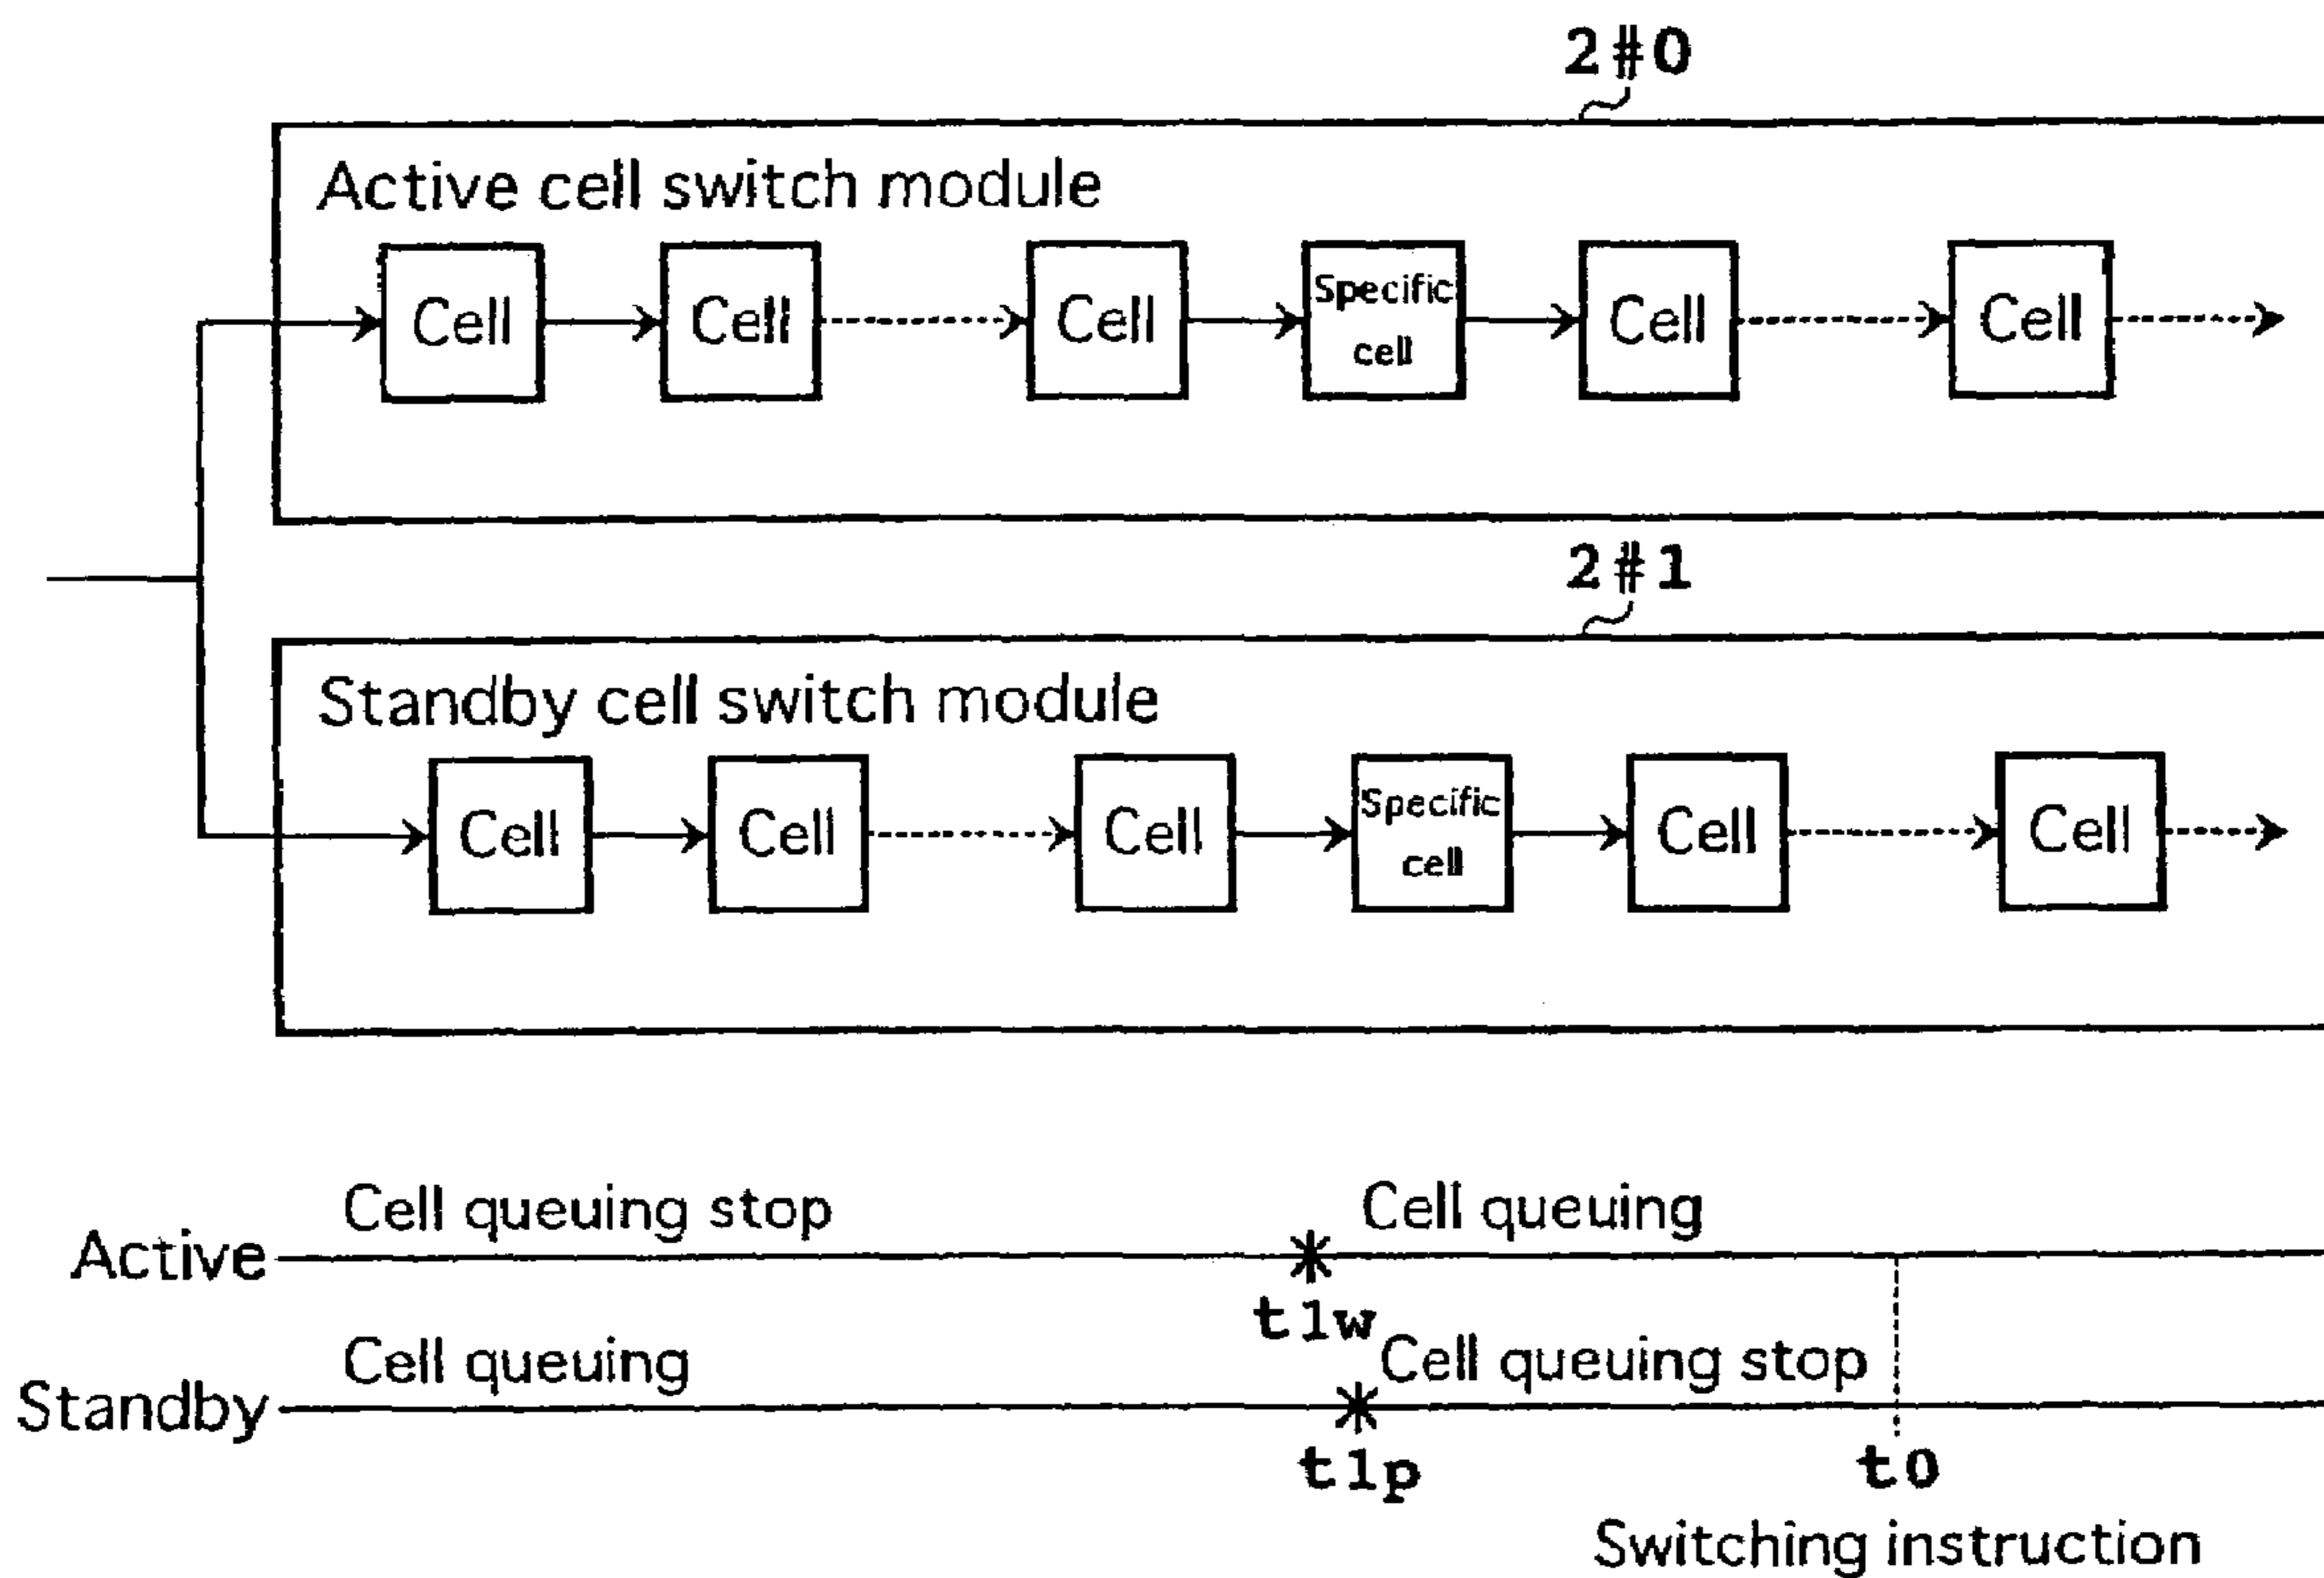 2#0
Active cell switch module
Cell Cell Cell Specific cell Cell Cell
2#1
Standby cell switch module
Cell Cell Cell Specific cell Cell Cell
Cell queuing stop Cell queuing
Active
t1w
Cell queuing Cell queuing stop
Standby
t1p t0
Switching instruction